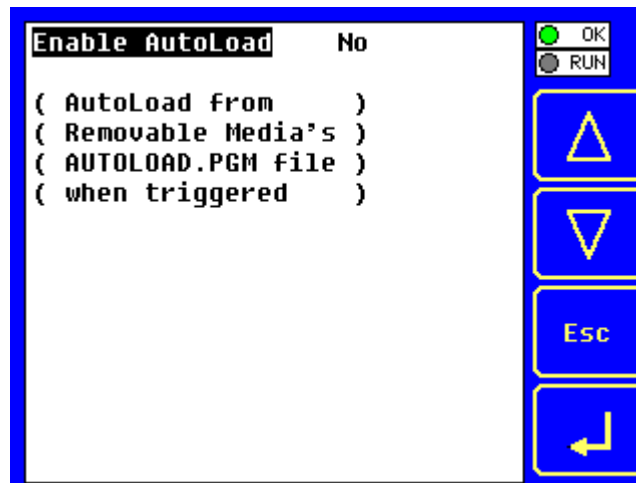 Enable AutoLoad No
( AutoLoad from )
( Removable Media's )
( AUTOLOAD.PGM file )
( when triggered )
OK
RUN
Esc